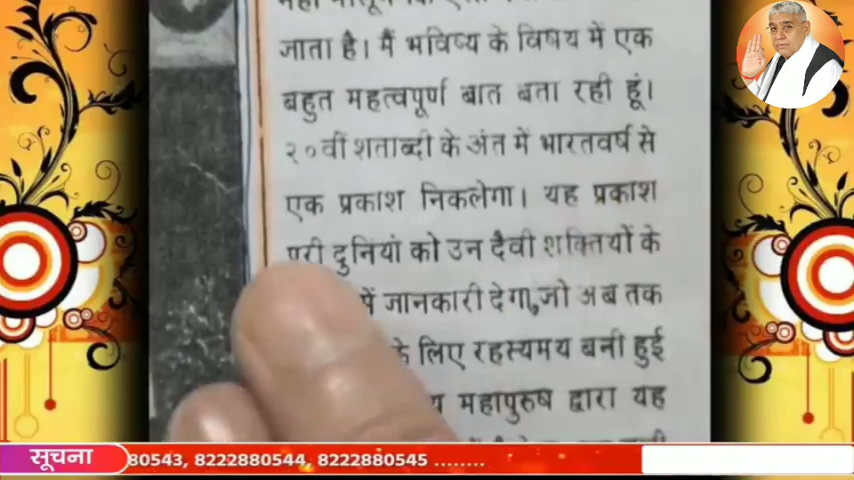 जाता है। मैं भविष्य के विषय में एक
बहुत महत्वपूर्ण बात बता रही हूं।
२०वीं शताब्दी के अंत में भारतवर्ष से
एक प्रकाश निकलेगा। यह प्रकाश
पूरी दुनियां को उन दैवी शक्तियों के
में जानकारी देगा, जो अब तक
के लिए रहस्यमय बनी हुई
महापुरुष द्वारा यह
सूचना
80543, 8222880544, 8222880545 ........